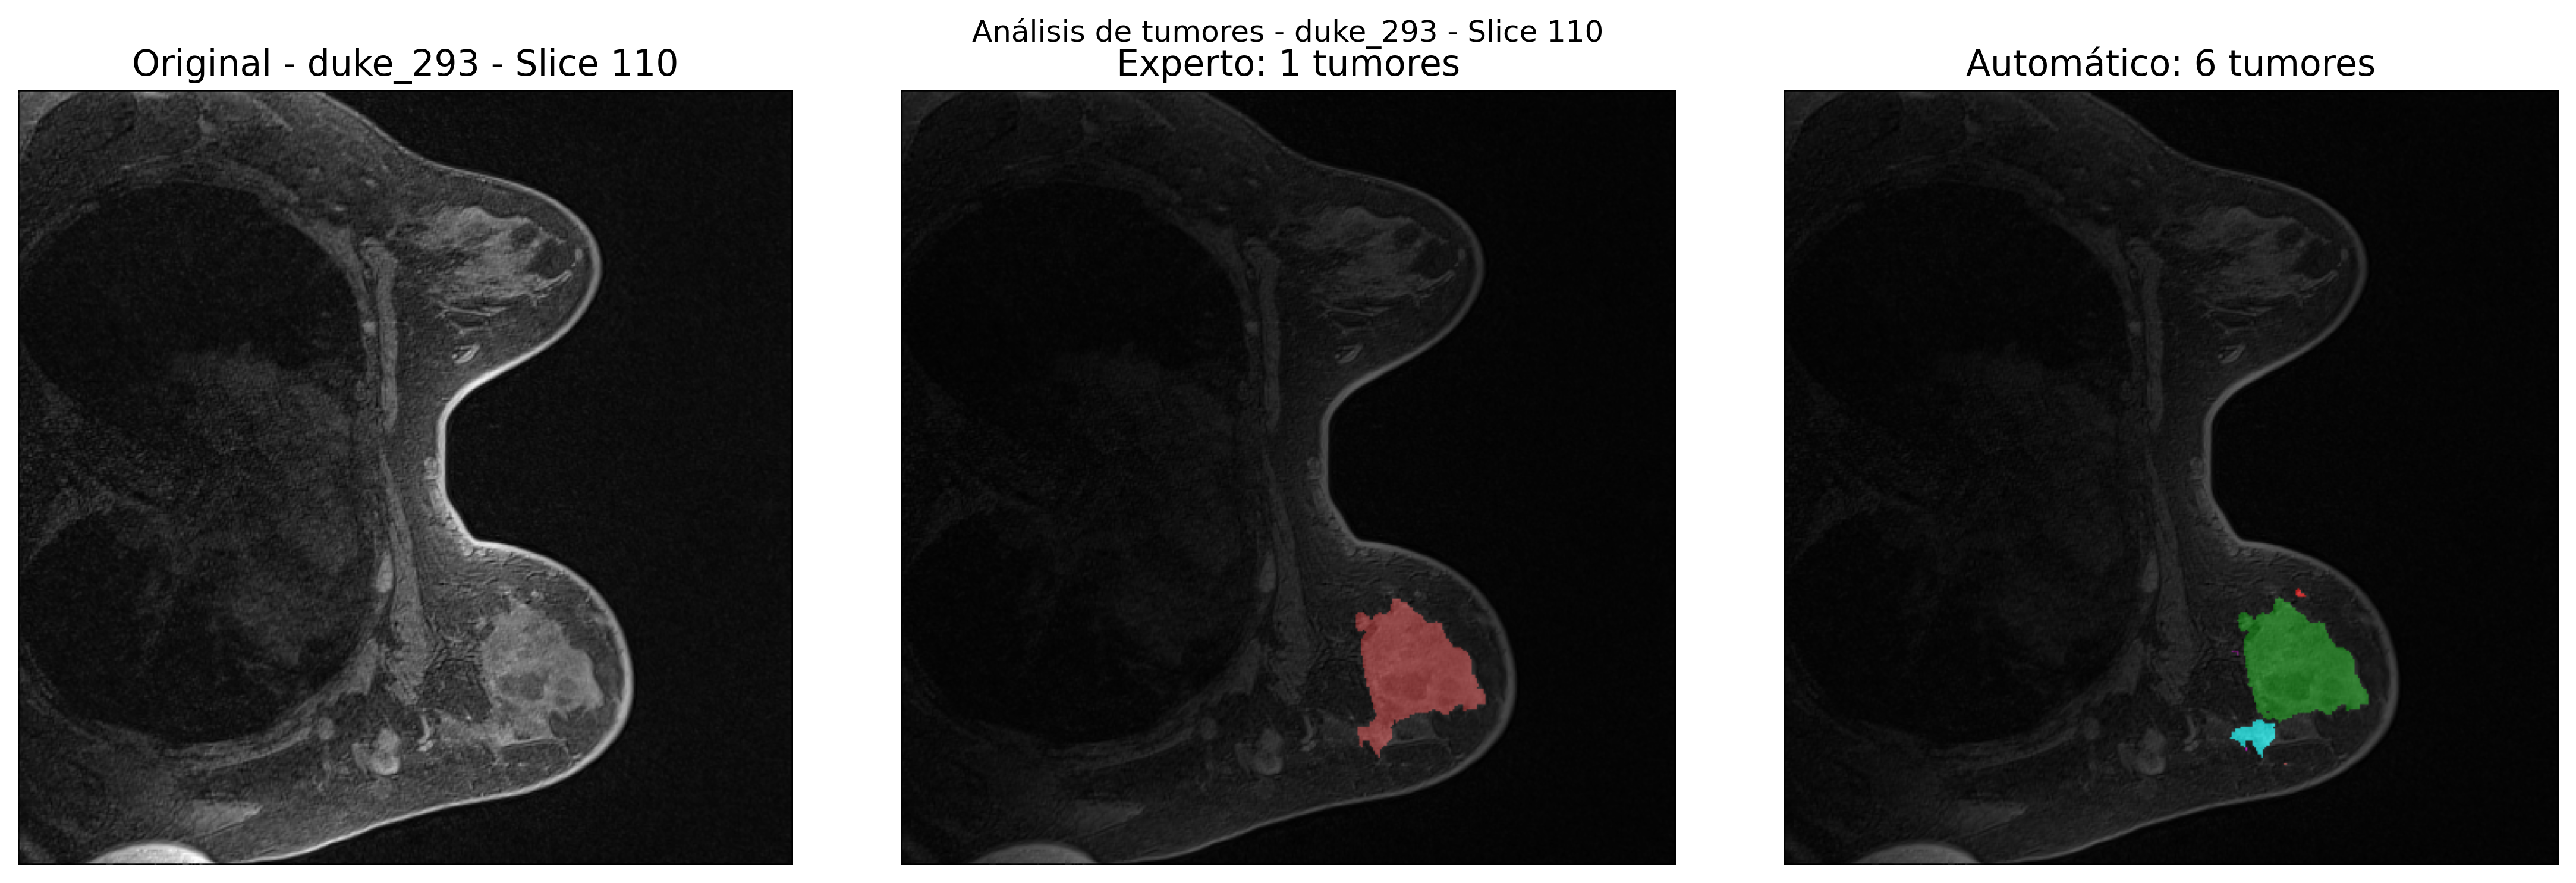 Análisis de tumores - duke_293 - Slice 110
Original - duke_293 - Slice 110
Experto: 1 tumores
Automático: 6 tumores